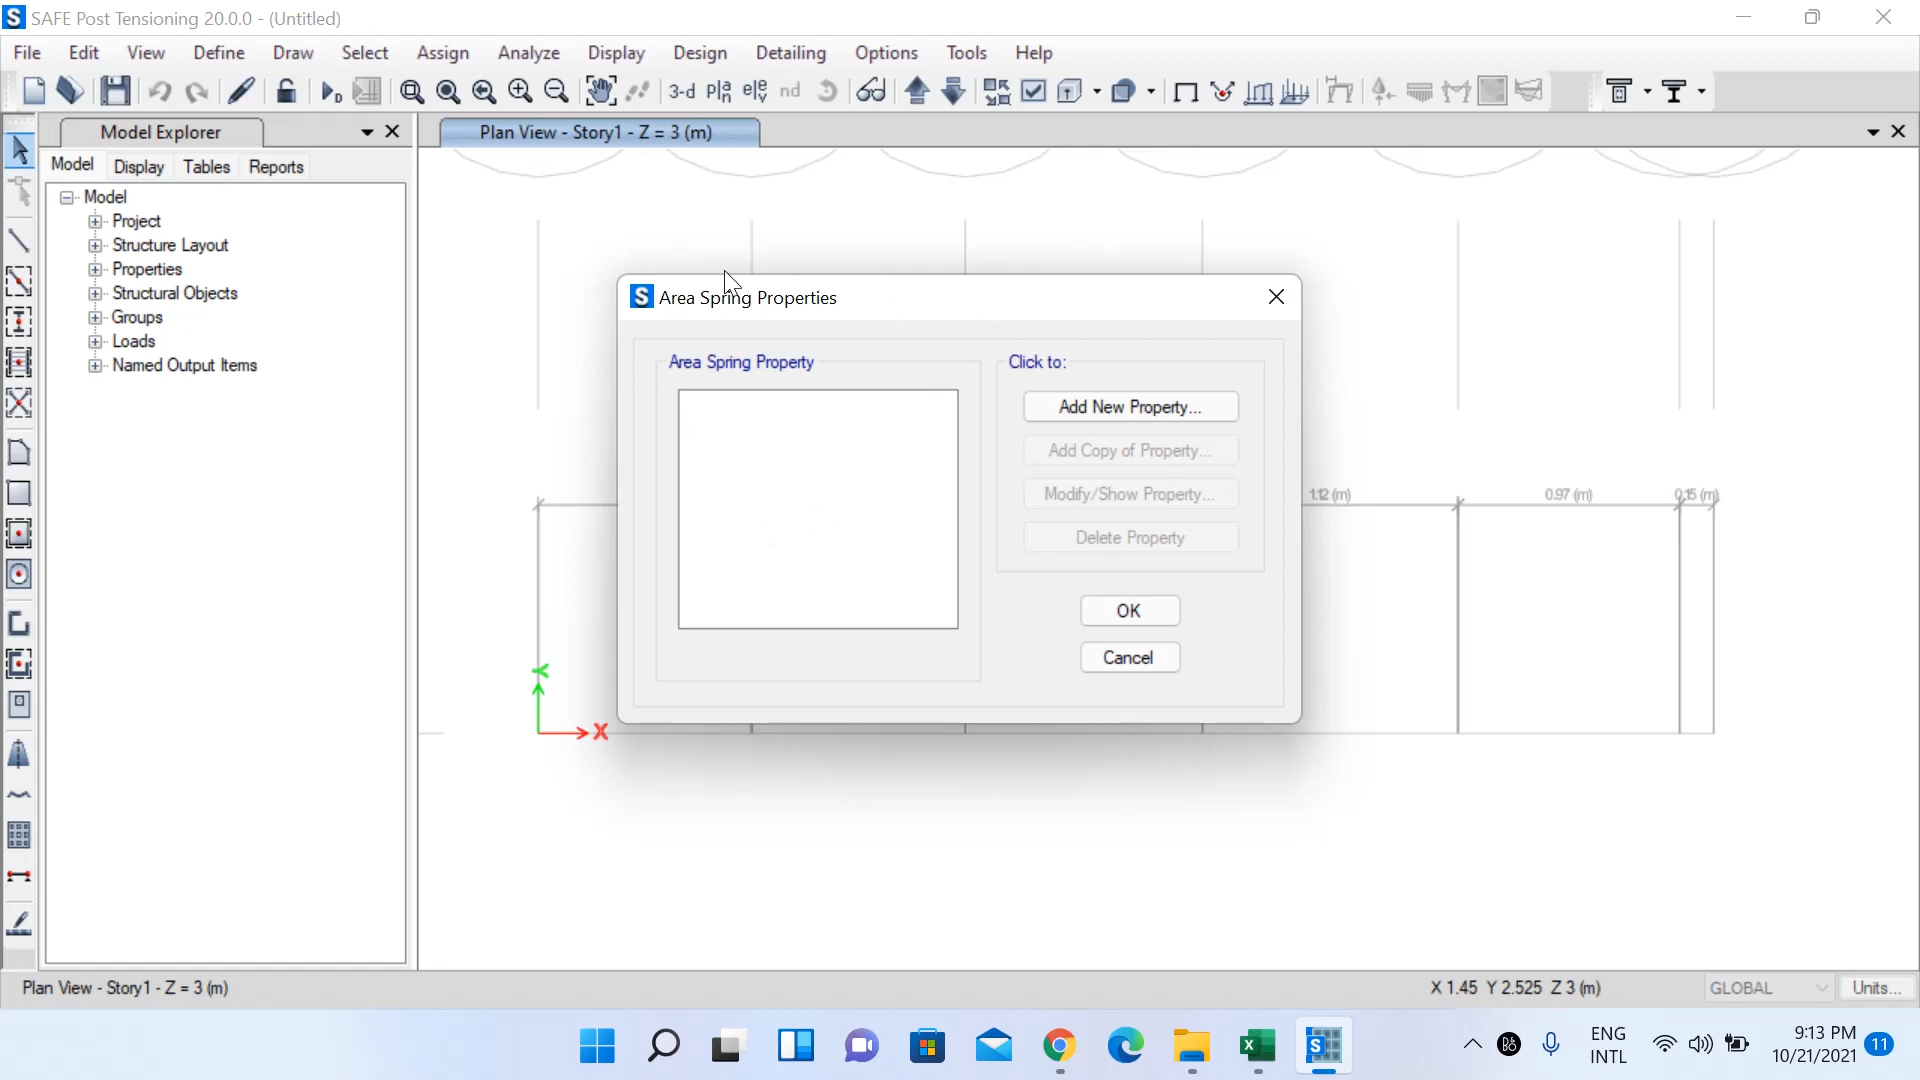 SAFE Post Tensioning 20.0.0 - (Untitled)
File Edit View Define Draw Select Assign Analyze Display Design Detailing Options Tools Help
3-d nd
Model Explorer
Plan View - Story1 - Z = 3 (m)
Model Display Tables Reports
Model
Project
Structure Layout
Properties
Structural Objects
Groups
Loads
Named Output Items
Area Spring Properties
Area Spring Property
Click to:
Add New Property...
Add Copy of Property...
Modify/Show Property...
Delete Property
OK
Cancel
1.12 (m)
0.97 (m)
0.15 (m)
Y
X
Plan View - Story1 - Z = 3 (m)
X 1.45 Y 2.525 Z 3 (m)
GLOBAL
Units...
ENG
INTL
9:13 PM
10/21/2021
11